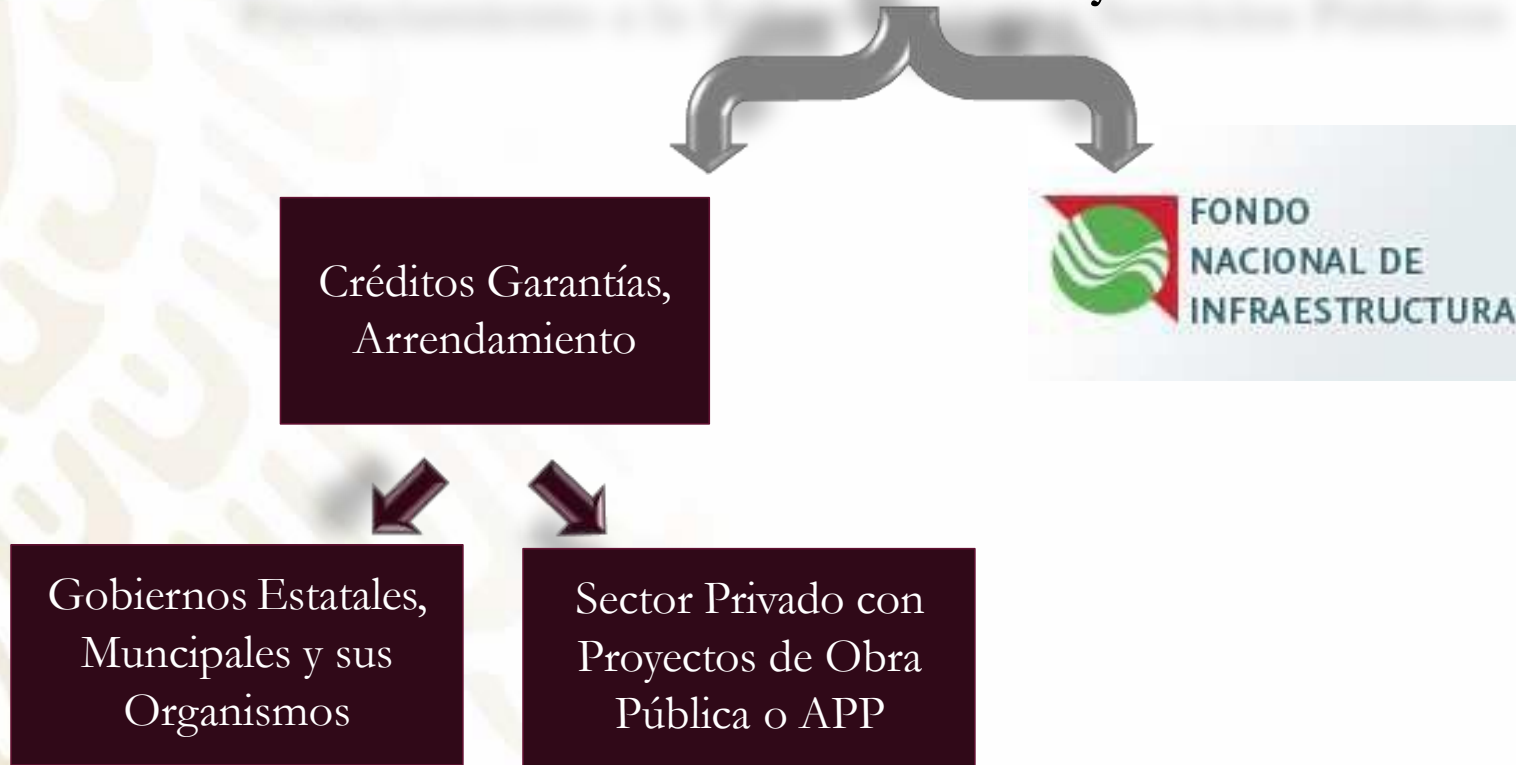 Créditos Garantías,
Arrendamiento
FONDO
NACIONAL DE
INFRAESTRUCTURA
Gobiernos Estatales,
Muncipales y sus
Organismos
Sector Privado con
Proyectos de Obra
Pública o APP